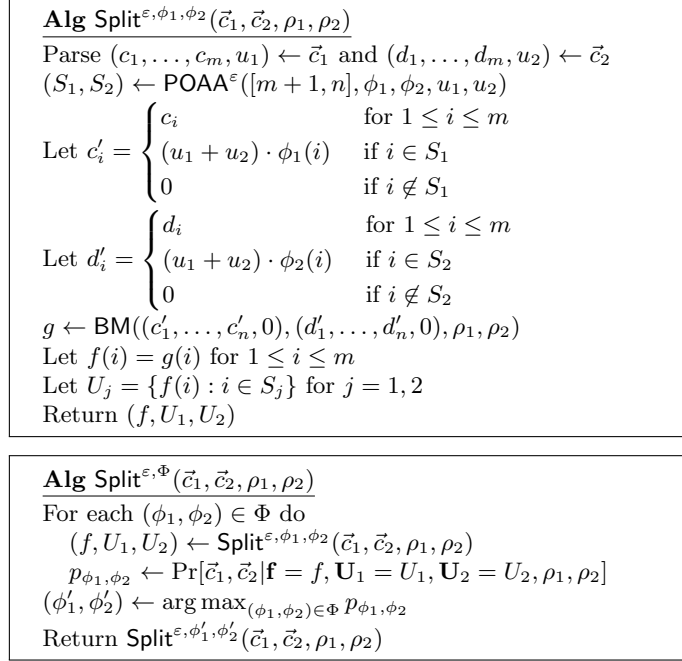 Alg Split^{ε,ϕ₁,ϕ₂}(c⃗₁, c⃗₂, ρ₁, ρ₂)
Parse (c₁, . . . , cₘ, u₁) ← c⃗₁ and (d₁, . . . , dₘ, u₂) ← c⃗₂
(S₁, S₂) ← POAA^ε([m + 1, n], ϕ₁, ϕ₂, u₁, u₂)
Let c′ᵢ = { cᵢ for 1 ≤ i ≤ m
(u₁ + u₂) · ϕ₁(i) if i ∈ S₁
0 if i ∉ S₁
Let d′ᵢ = { dᵢ for 1 ≤ i ≤ m
(u₁ + u₂) · ϕ₂(i) if i ∈ S₂
0 if i ∉ S₂
g ← BM((c′₁, . . . , c′ₙ, 0), (d′₁, . . . , d′ₙ, 0), ρ₁, ρ₂)
Let f(i) = g(i) for 1 ≤ i ≤ m
Let Uⱼ = {f(i) : i ∈ Sⱼ} for j = 1, 2
Return (f, U₁, U₂)
Alg Split^{ε,Φ}(c⃗₁, c⃗₂, ρ₁, ρ₂)
For each (ϕ₁, ϕ₂) ∈ Φ do
(f, U₁, U₂) ← Split^{ε,ϕ₁,ϕ₂}(c⃗₁, c⃗₂, ρ₁, ρ₂)
p_{ϕ₁,ϕ₂} ← Pr[c⃗₁, c⃗₂|f = f, U₁ = U₁, U₂ = U₂, ρ₁, ρ₂]
(ϕ′₁, ϕ′₂) ← arg max_{(ϕ₁,ϕ₂)∈Φ} p_{ϕ₁,ϕ₂}
Return Split^{ε,ϕ′₁,ϕ′₂}(c⃗₁, c⃗₂, ρ₁, ρ₂)